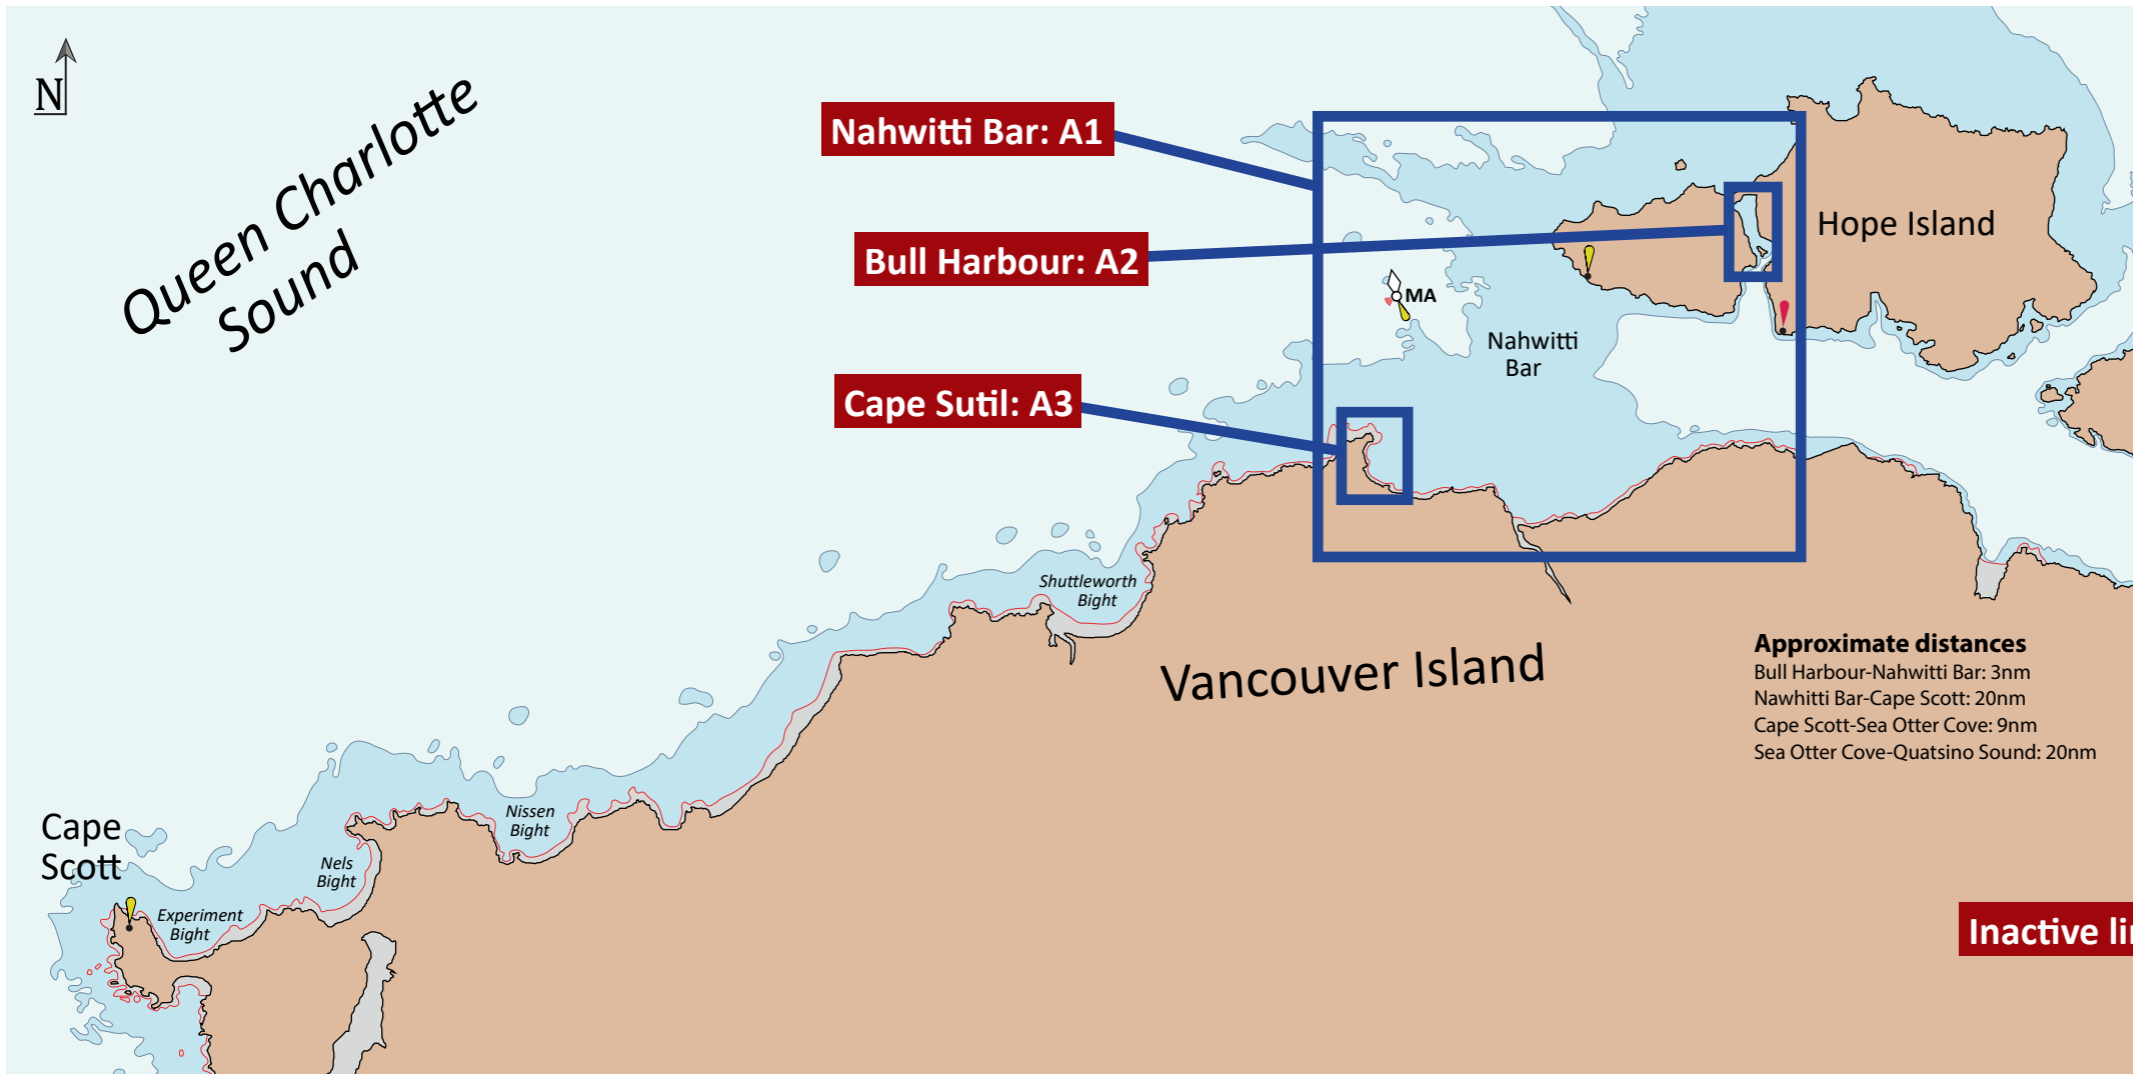 N
Queen Charlotte
Sound
Nahwitti Bar: A1
Bull Harbour: A2
Cape Sutil: A3
Hope Island
MA
Nahwitti
Bar
Shuttleworth
Bight
Vancouver Island
Approximate distances
Bull Harbour-Nahwitti Bar: 3nm
Nawhitti Bar-Cape Scott: 20nm
Cape Scott-Sea Otter Cove: 9nm
Sea Otter Cove-Quatsino Sound: 20nm
Nissen
Bight
Cape
Scott
Nels
Bight
Experiment
Bight
Inactive